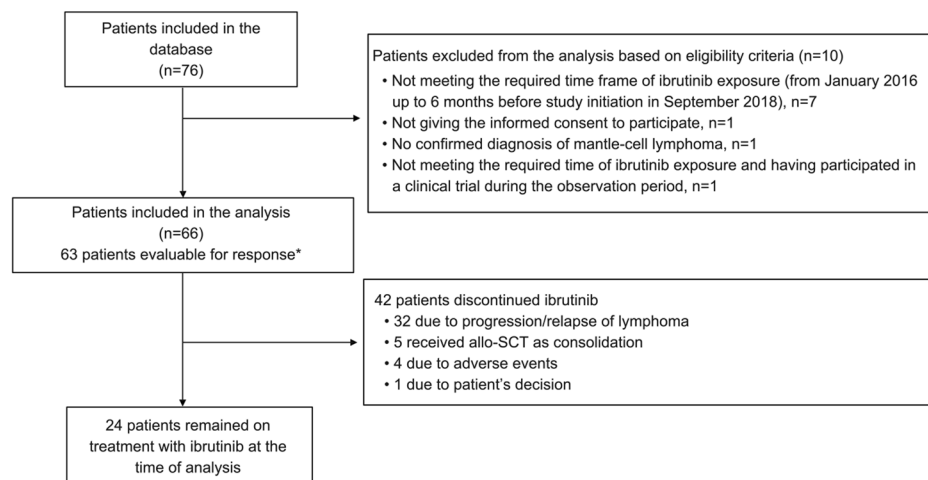 Patients included in the
database
(n=76)
Patients excluded from the analysis based on eligibility criteria (n=10)
• Not meeting the required time frame of ibrutinib exposure (from January 2016
up to 6 months before study initiation in September 2018), n=7
• Not giving the informed consent to participate, n=1
• No confirmed diagnosis of mantle-cell lymphoma, n=1
• Not meeting the required time of ibrutinib exposure and having participated in
a clinical trial during the observation period, n=1
Patients included in the analysis
(n=66)
63 patients evaluable for response*
42 patients discontinued ibrutinib
• 32 due to progression/relapse of lymphoma
• 5 received allo-SCT as consolidation
• 4 due to adverse events
• 1 due to patient's decision
24 patients remained on
treatment with ibrutinib at the
time of analysis